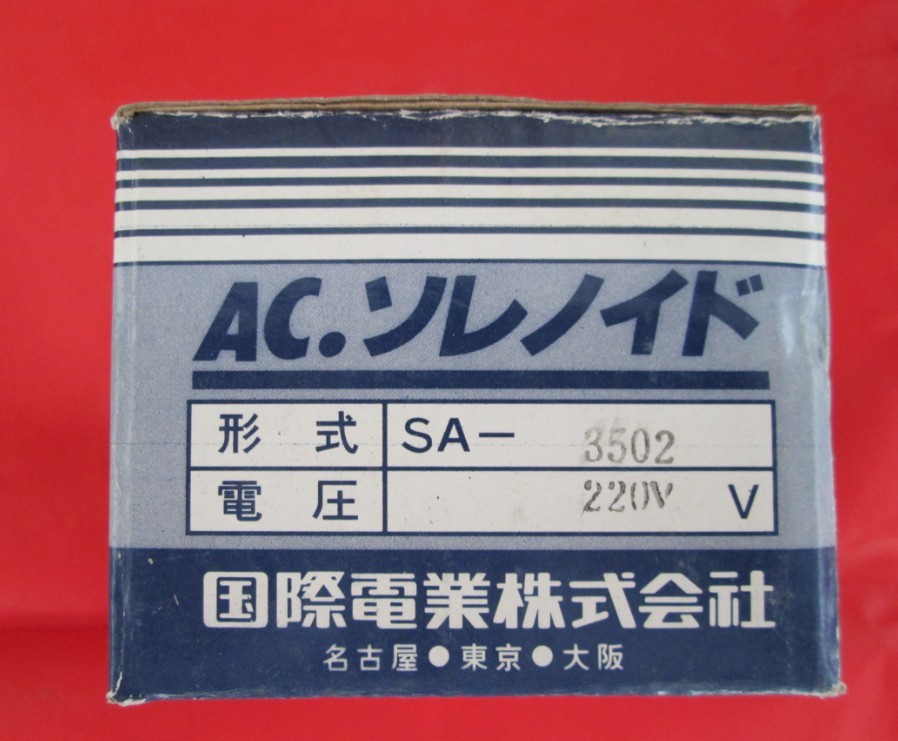 AC.ソレノイド
形式 SA- 3502
電圧 220V V
国際電業株式会社
名古屋●東京●大阪